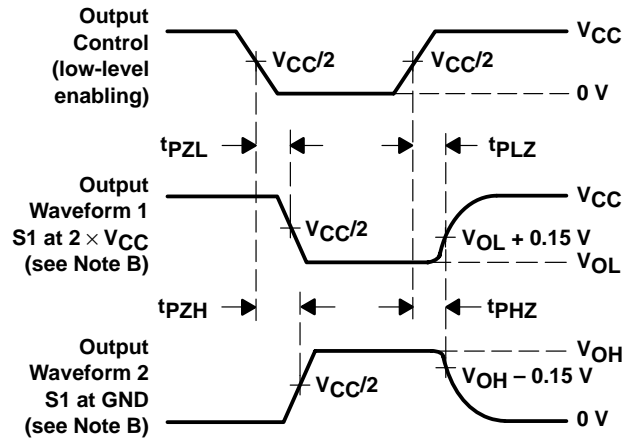 Output
Control
(low-level
enabling)
VCC/2
VCC/2
VCC
0 V
tPZL
tPLZ
Output
Waveform 1
S1 at 2 × VCC
(see Note B)
VCC/2
VCC
VOL + 0.15 V
VOL
tPZH
tPHZ
Output
Waveform 2
S1 at GND
(see Note B)
VCC/2
VOH
VOH – 0.15 V
0 V